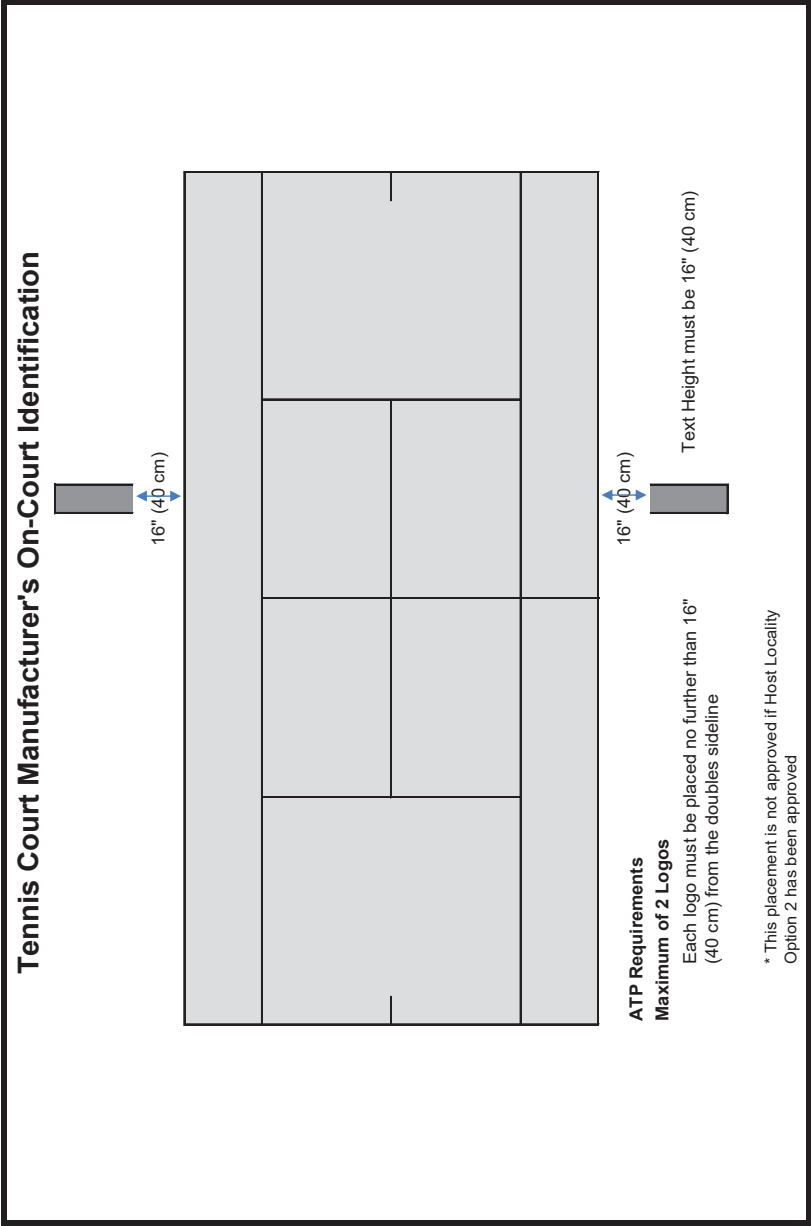 Tennis Court Manufacturer's On-Court Identification
16" (40 cm)
16" (40 cm)
ATP Requirements
Maximum of 2 Logos
Each logo must be placed no further than 16"
(40 cm) from the doubles sideline
Text Height must be 16" (40 cm)
* This placement is not approved if Host Locality
Option 2 has been approved